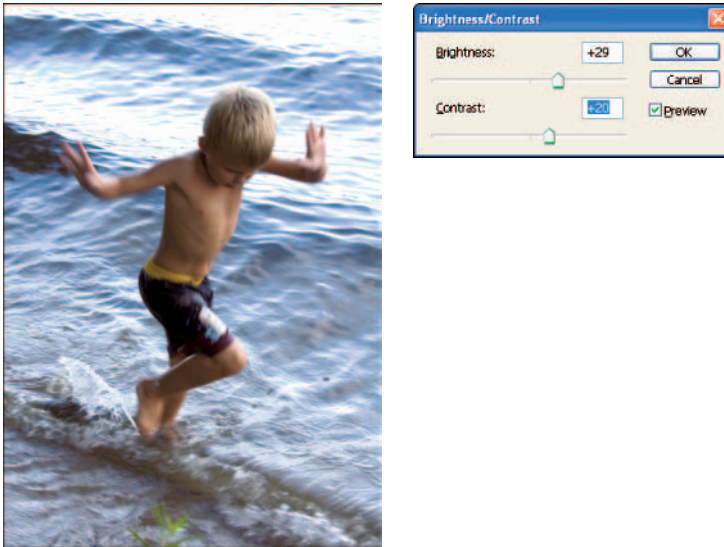 Brightness/Contrast
Brightness: +29 OK
Cancel
Contrast: +20 Preview